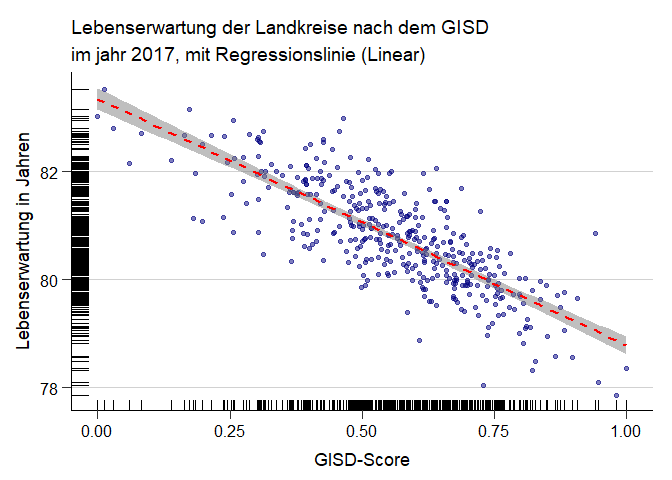 Lebenserwartung der Landkreise nach dem GISD
im jahr 2017, mit Regressionslinie (Linear)
Lebenserwartung in Jahren
82
80
78
0.00 0.25 0.50 0.75 1.00
GISD-Score